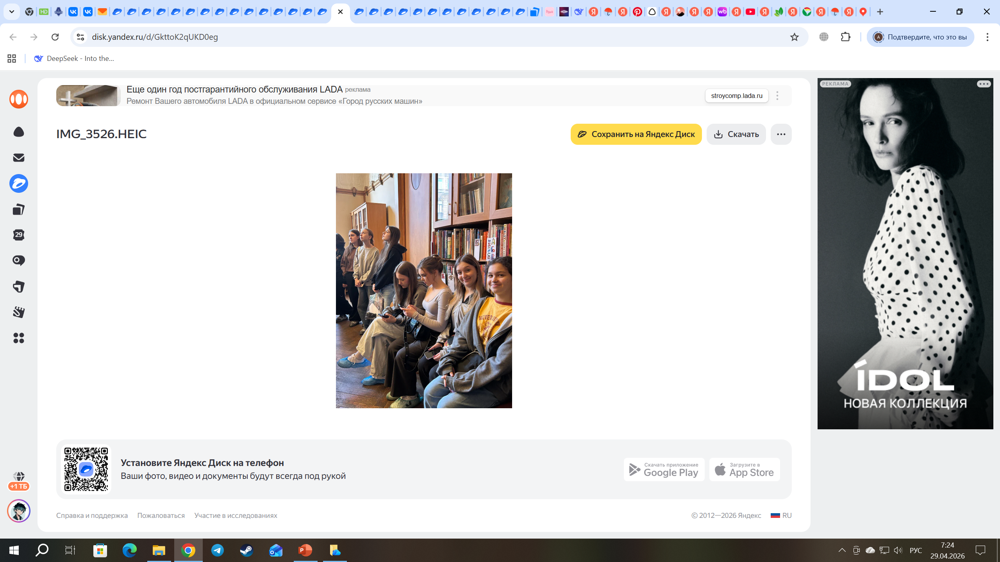 HD
wb
disk.yandex.ru/d/GkttoK2qUKD0eg
Подтвердите, что это вы
DeepSeek - Into the...
Еще один год постгарантийного обслуживания LADA реклама
Ремонт Вашего автомобиля LADA в официальном сервисе «Город русских машин»
stroycomp.lada.ru
РЕКЛАМА
IMG_3526.HEIC
Сохранить на Яндекс Диск
Скачать
29
ПОЭЗИЯ
ÍDOL
НОВАЯ КОЛЛЕКЦИЯ
Установите Яндекс Диск на телефон
Ваши фото, видео и документы будут всегда под рукой
Скачать приложение
Google Play
Загрузите в
App Store
+1 ТБ
Справка и поддержка
Пожаловаться
Участие в исследованиях
© 2012—2026 Яндекс
RU
РУС
7:24
29.04.2026